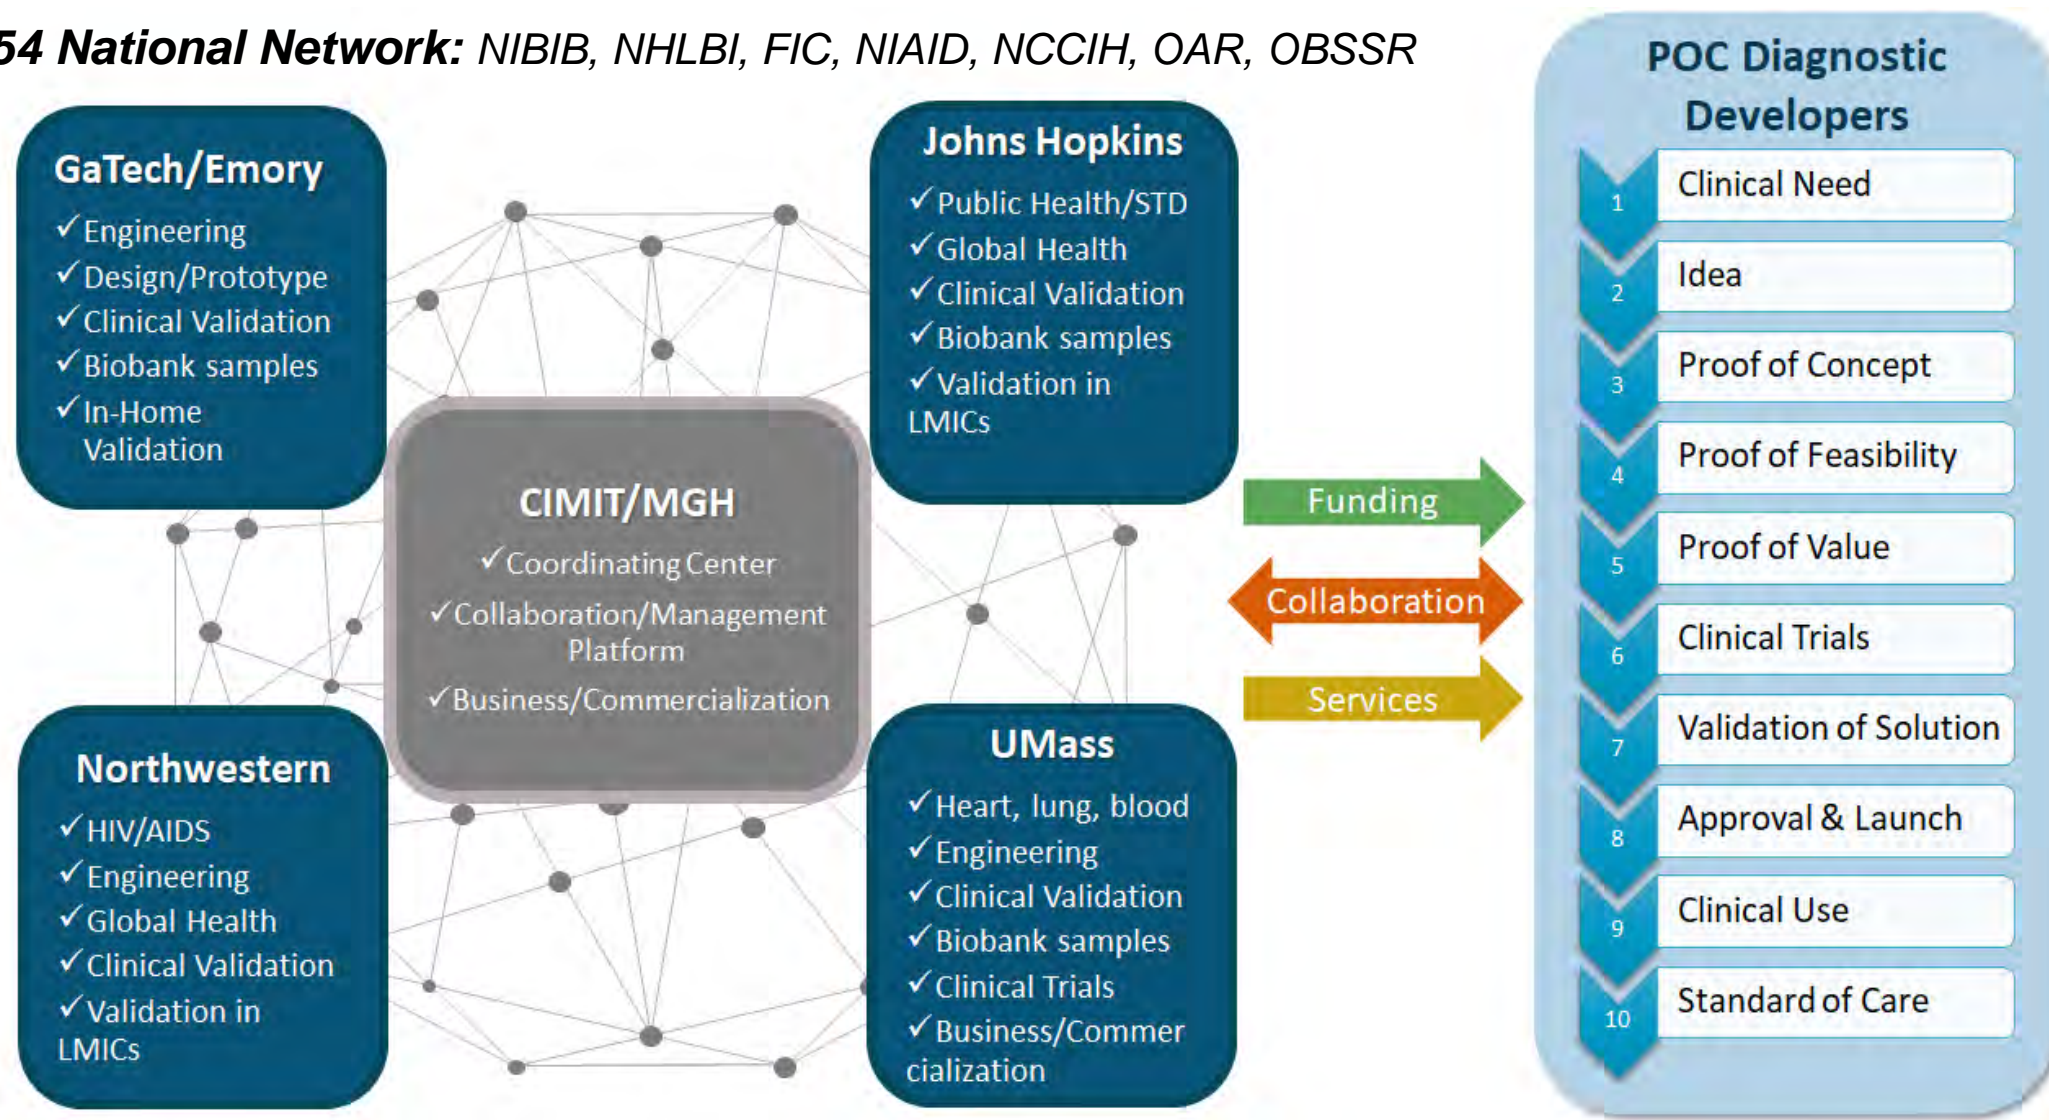 54 National Network: NIBIB, NHLBI, FIC, NIAID, NCCIH, OAR, OBSSR
GaTech/Emory
✓Engineering
✓Design/Prototype
✓Clinical Validation
✓Biobank samples
✓In-Home
Validation
Johns Hopkins
✓Public Health/STD
✓Global Health
✓Clinical Validation
✓Biobank samples
✓Validation in
LMICs
CIMIT/MGH
✓Coordinating Center
✓Collaboration/Management
Platform
✓Business/Commercialization
Northwestern
✓HIV/AIDS
✓Engineering
✓Global Health
✓Clinical Validation
✓Validation in
LMICs
UMass
✓Heart, lung, blood
✓Engineering
✓Clinical Validation
✓Biobank samples
✓Clinical Trials
✓Business/Commer
cialization
Funding
Collaboration
Services
POC Diagnostic
Developers
1 Clinical Need
2 Idea
3 Proof of Concept
4 Proof of Feasibility
5 Proof of Value
6 Clinical Trials
7 Validation of Solution
8 Approval & Launch
9 Clinical Use
10 Standard of Care